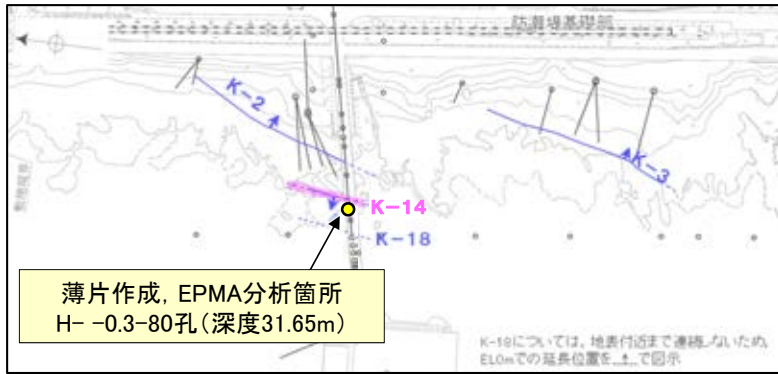 防潮堤基礎部
K-2
K-3
K-14
K-18
薄片作成, EPMA分析箇所
H- -0.3-80孔(深度31.65m)
K-18については、地表付近まで連続_ないため,
EL0mでの延長位置を__で図示